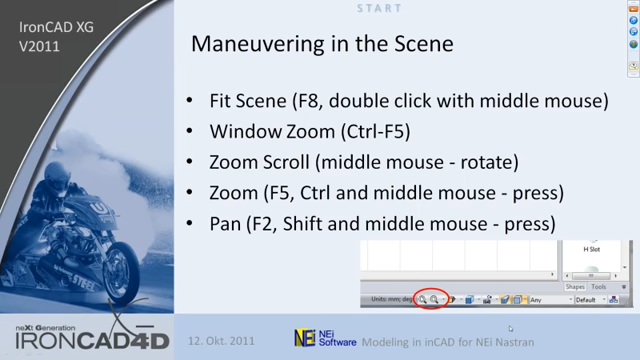 START
IronCAD XG
V2011
Maneuvering in the Scene
• Fit Scene (F8, double click with middle mouse)
• Window Zoom (Ctrl-F5)
• Zoom Scroll (middle mouse - rotate)
• Zoom (F5, Ctrl and middle mouse - press)
• Pan (F2, Shift and middle mouse - press)
H Slot
Shapes Tools
Units: mm; deg Any Default
STEEL
neXt Generation
IRONCAD4D
12. Okt. 2011
NEi
Software
Modeling in inCAD for NEi Nastran